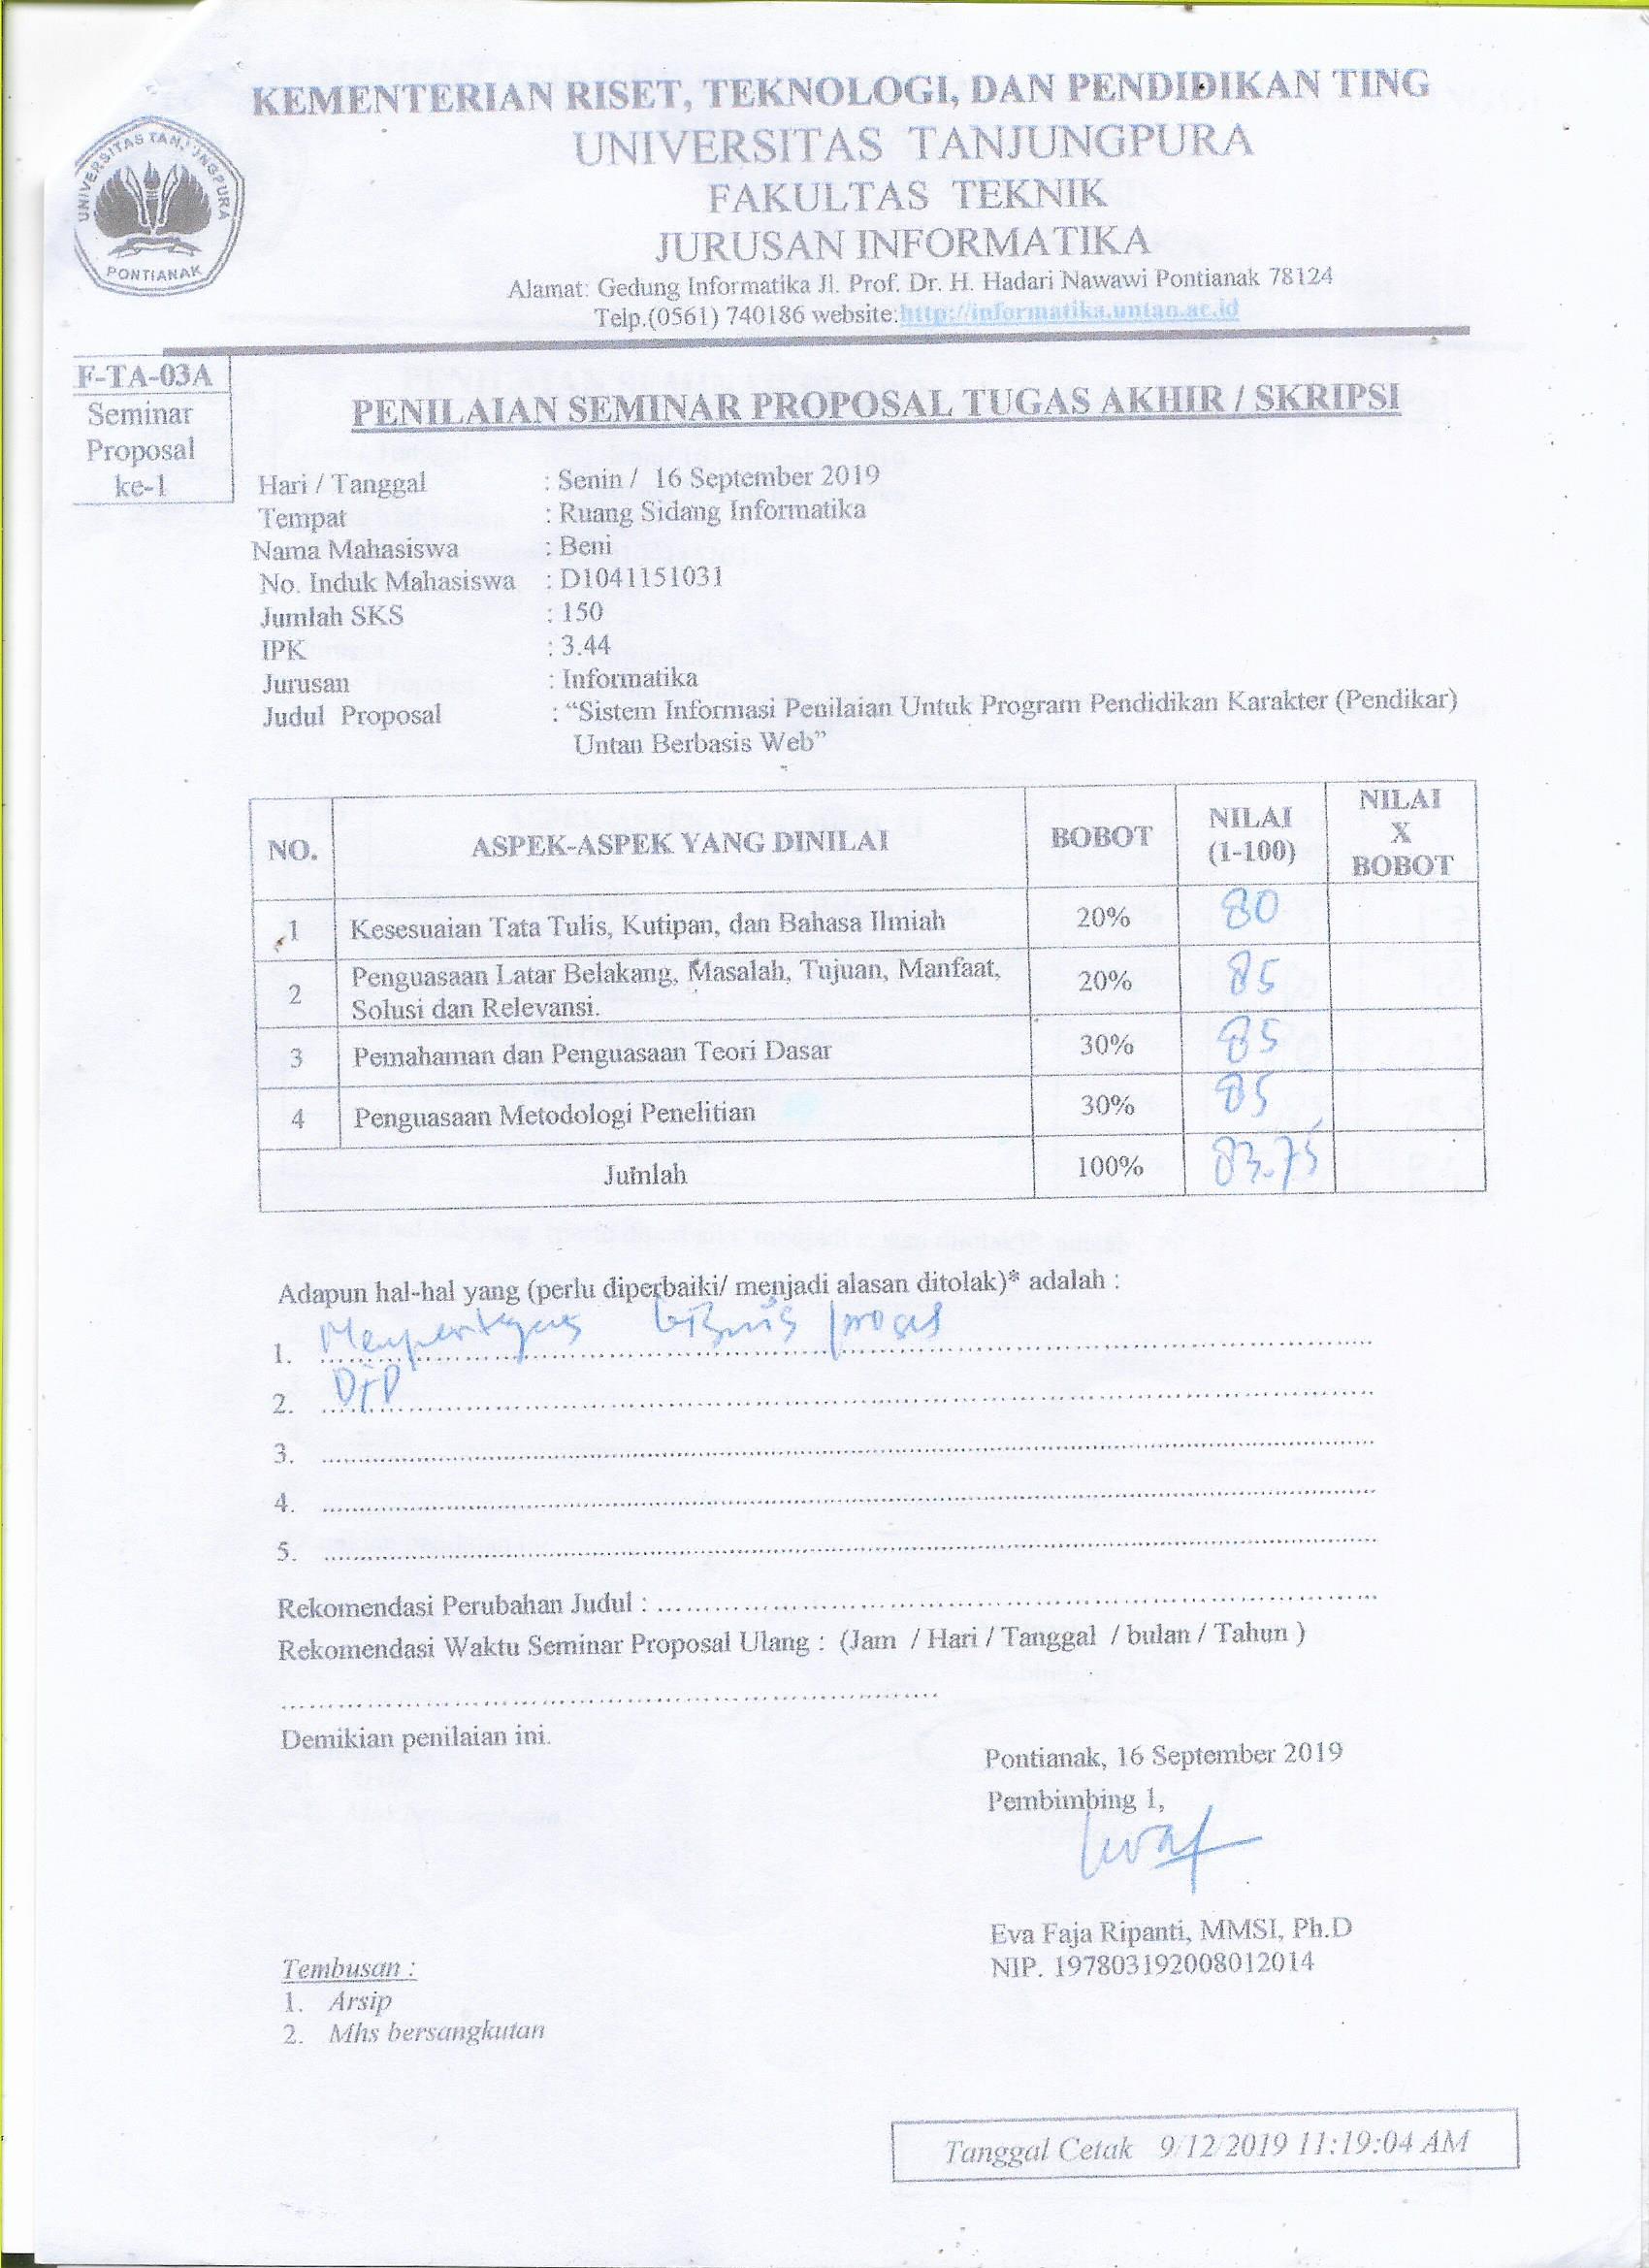 KEMENTERIAN RISET, TEKNOLOGI, DAN PENDIDIKAN TING
UNIVERSITAS TANJUNGPURA
FAKULTAS TEKNIK
JURUSAN INFORMATIKA
Alamat: Gedung Informatika Jl. Prof. Dr. H. Hadari Nawawi Pontianak 78124
Telp.(0561) 740186 website:http://informatika.untan.ac.id
UNIVERSITAS TANJUNGPURA
PONTIANAK
F-TA-03A
Seminar
Proposal
ke-1
PENILAIAN SEMINAR PROPOSAL TUGAS AKHIR / SKRIPSI
Hari / Tanggal : Senin / 16 September 2019
Tempat : Ruang Sidang Informatika
Nama Mahasiswa : Beni
No. Induk Mahasiswa : D1041151031
Jumlah SKS : 150
IPK : 3.44
Jurusan : Informatika
Judul Proposal : “Sistem Informasi Penilaian Untuk Program Pendidikan Karakter (Pendikar)
Untan Berbasis Web”
NO. ASPEK-ASPEK YANG DINILAI BOBOT NILAI (1-100) NILAI X BOBOT
1 Kesesuaian Tata Tulis, Kutipan, dan Bahasa Ilmiah 20% 80
2 Penguasaan Latar Belakang, Masalah, Tujuan, Manfaat, 20% 85
Solusi dan Relevansi.
3 Pemahaman dan Penguasaan Teori Dasar 30% 85
4 Penguasaan Metodologi Penelitian 30% 85
Jumlah 100% 83.75
Adapun hal-hal yang (perlu diperbaiki/ menjadi alasan ditolak)* adalah :
1. Mempertegas bisnis proses
2. DFD
3.
4.
5.
Rekomendasi Perubahan Judul :
Rekomendasi Waktu Seminar Proposal Ulang : (Jam / Hari / Tanggal / bulan / Tahun )
Demikian penilaian ini.
Pontianak, 16 September 2019
Pembimbing 1,
Eva Faja Ripanti, MMSI, Ph.D
NIP. 197803192008012014
Tembusan :
1. Arsip
2. Mhs bersangkutan
Tanggal Cetak 9/12/2019 11:19:04 AM